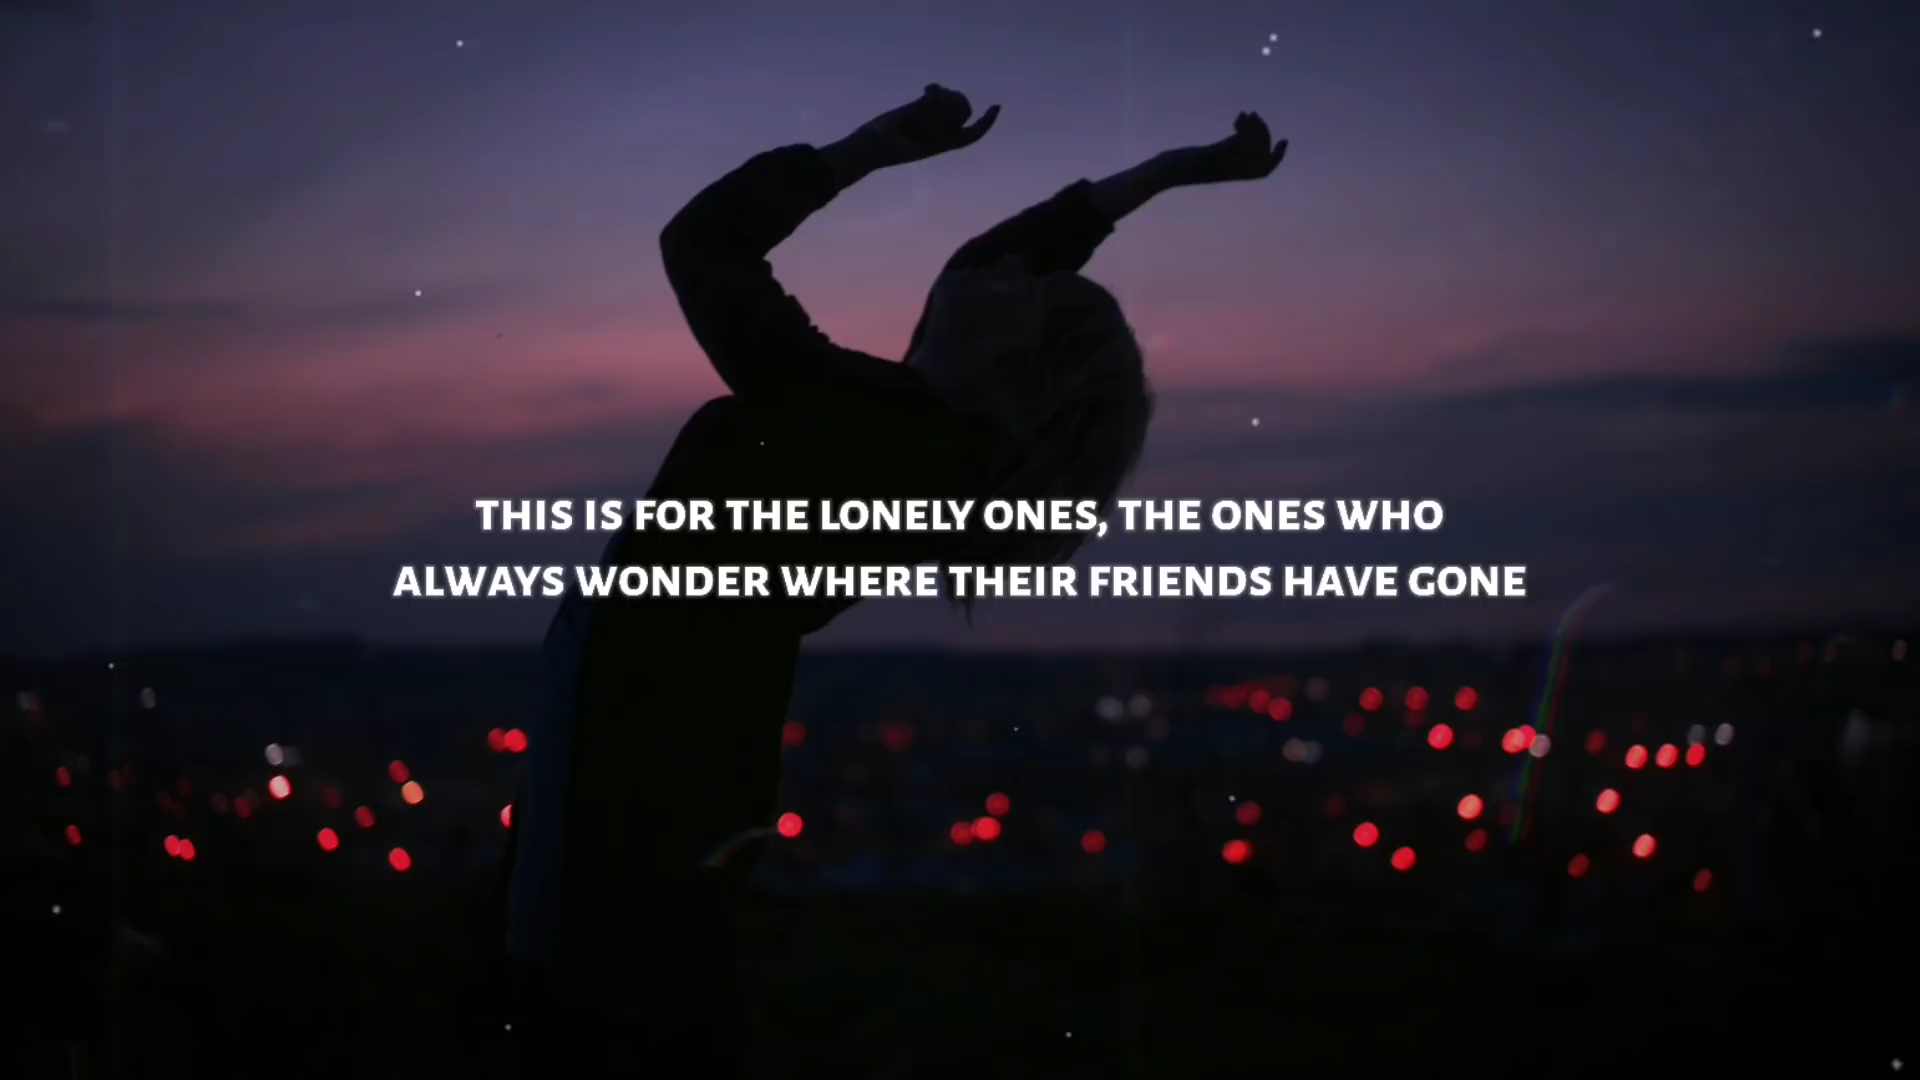 THIS IS FOR THE LONELY ONES, THE ONES WHO
ALWAYS WONDER WHERE THEIR FRIENDS HAVE GONE